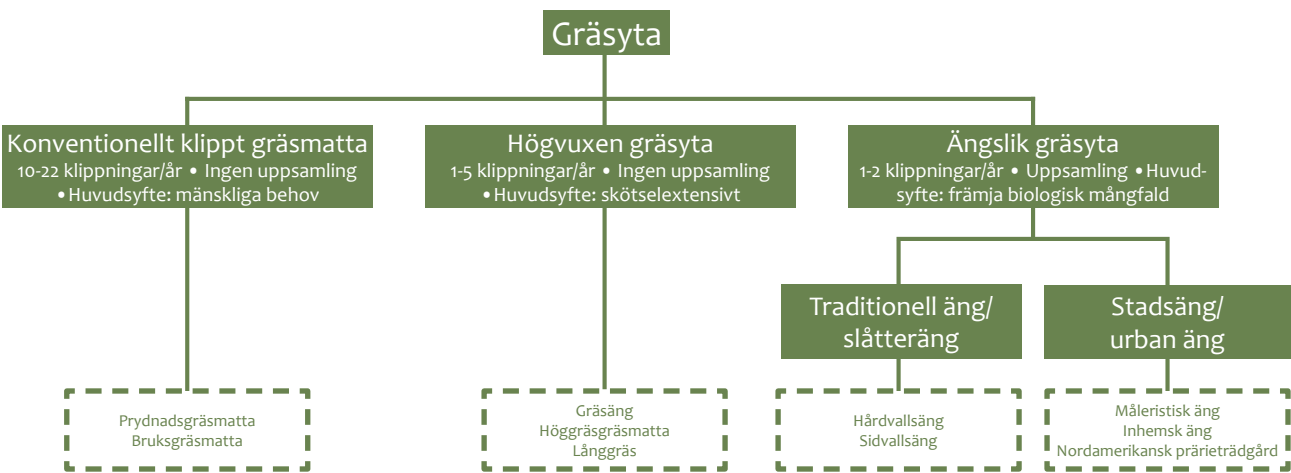 Gräsyta
Konventionellt klippt gräsmatta
10-22 klippningar/år • Ingen uppsamling
• Huvudsyfte: mänskliga behov
Högvuxen gräsyta
1-5 klippningar/år • Ingen uppsamling
• Huvudsyfte: skötselextensivt
Ängslik gräsyta
1-2 klippningar/år • Uppsamling • Huvud-
syfte: främja biologisk mångfald
Traditionell äng/
slåtteräng
Stadsäng/
urban äng
Prydnadsgräsmatta
Bruksgräsmatta
Gräsäng
Höggräsgräsmatta
Långgräs
Hårdvallsäng
Sidvallsäng
Måleristisk äng
Inhemsk äng
Nordamerikansk prärieträdgård